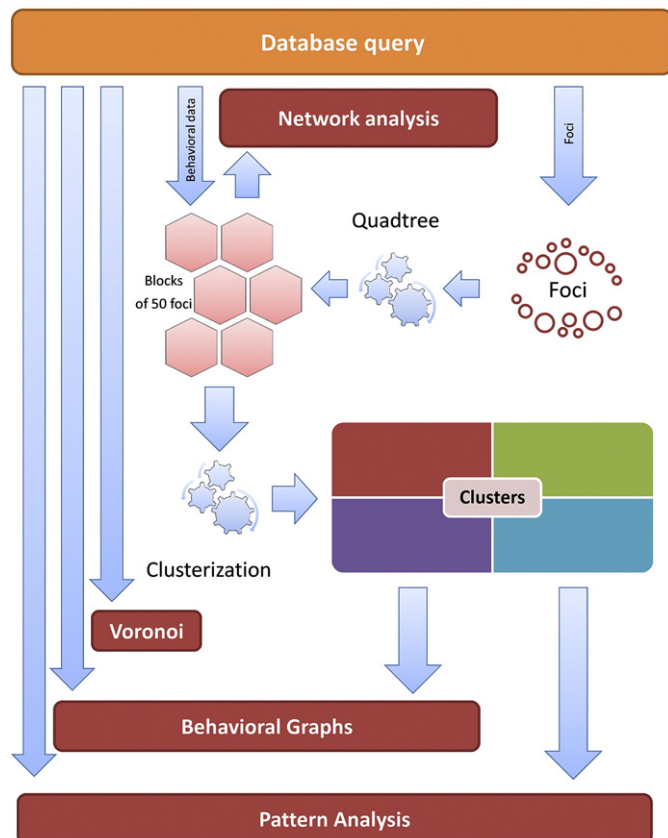 Database query
Behavioral data
Network analysis
Foci
Quadtree
Blocks
of 50 foci
Foci
Clusters
Clusterization
Voronoi
Behavioral Graphs
Pattern Analysis